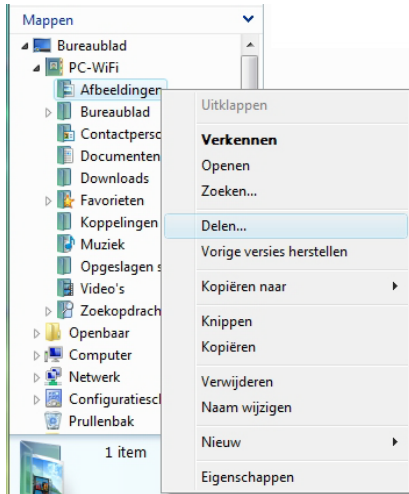 Mappen
Bureaublad
PC-WiFi
Afbeeldingen
Bureaublad
Contactperso
Documenten
Downloads
Favorieten
Koppelingen
Muziek
Opgeslagen s
Video's
Zoekopdrach
Openbaar
Computer
Netwerk
Configuratiescl
Prullenbak
1 item
Uitklappen
Verkennen
Openen
Zoeken...
Delen...
Vorige versies herstellen
Kopiëren naar
Knippen
Kopiëren
Verwijderen
Naam wijzigen
Nieuw
Eigenschappen